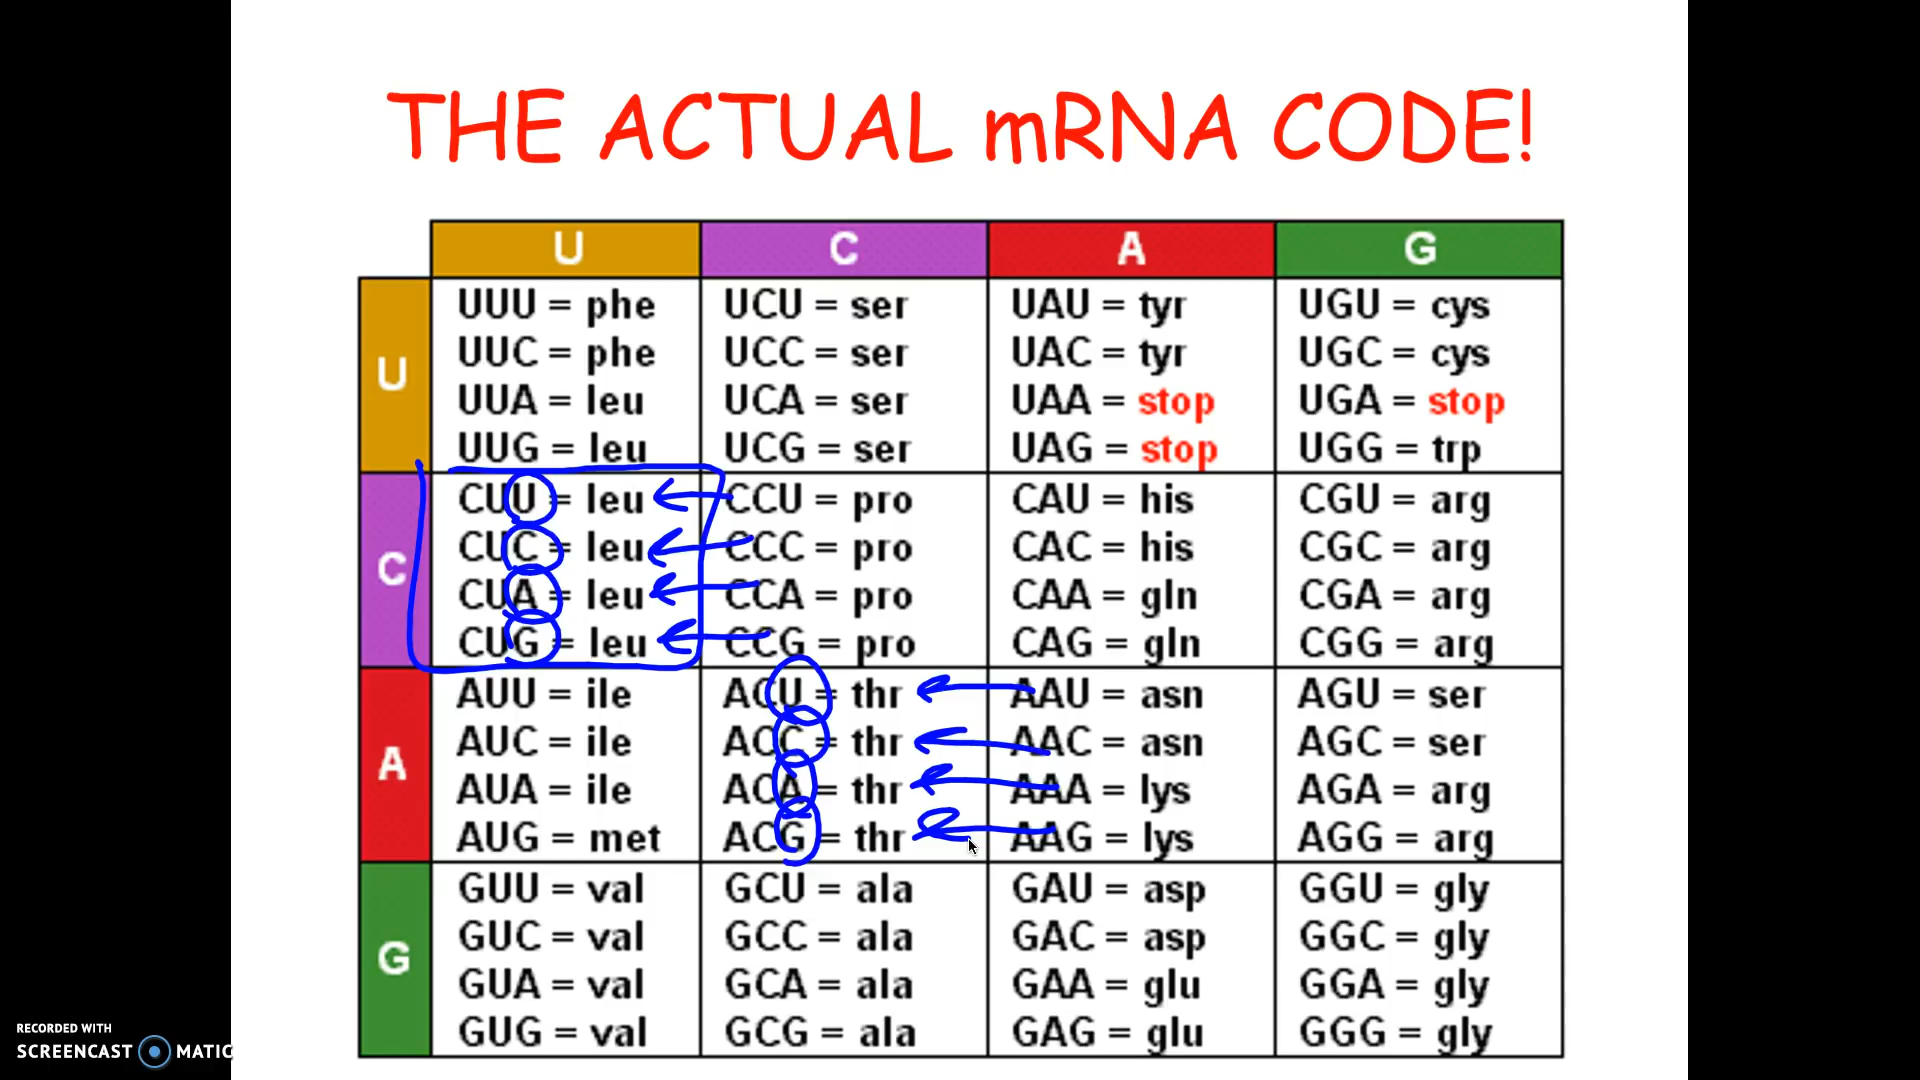 THE ACTUAL mRNA CODE!
U C A G
U
UUU = phe UCU = ser UAU = tyr UGU = cys
UUC = phe UCC = ser UAC = tyr UGC = cys
UUA = leu UCA = ser UAA = stop UGA = stop
UUG = leu UCG = ser UAG = stop UGG = trp
C
CUU = leu CCU = pro CAU = his CGU = arg
CUC = leu CCC = pro CAC = his CGC = arg
CUA = leu CCA = pro CAA = gln CGA = arg
CUG = leu CCG = pro CAG = gln CGG = arg
A
AUU = ile ACU = thr AAU = asn AGU = ser
AUC = ile ACC = thr AAC = asn AGC = ser
AUA = ile ACA = thr AAA = lys AGA = arg
AUG = met ACG = thr AAG = lys AGG = arg
G
GUU = val GCU = ala GAU = asp GGU = gly
GUC = val GCC = ala GAC = asp GGC = gly
GUA = val GCA = ala GAA = glu GGA = gly
GUG = val GCG = ala GAG = glu GGG = gly
RECORDED WITH
SCREENCAST MATIC